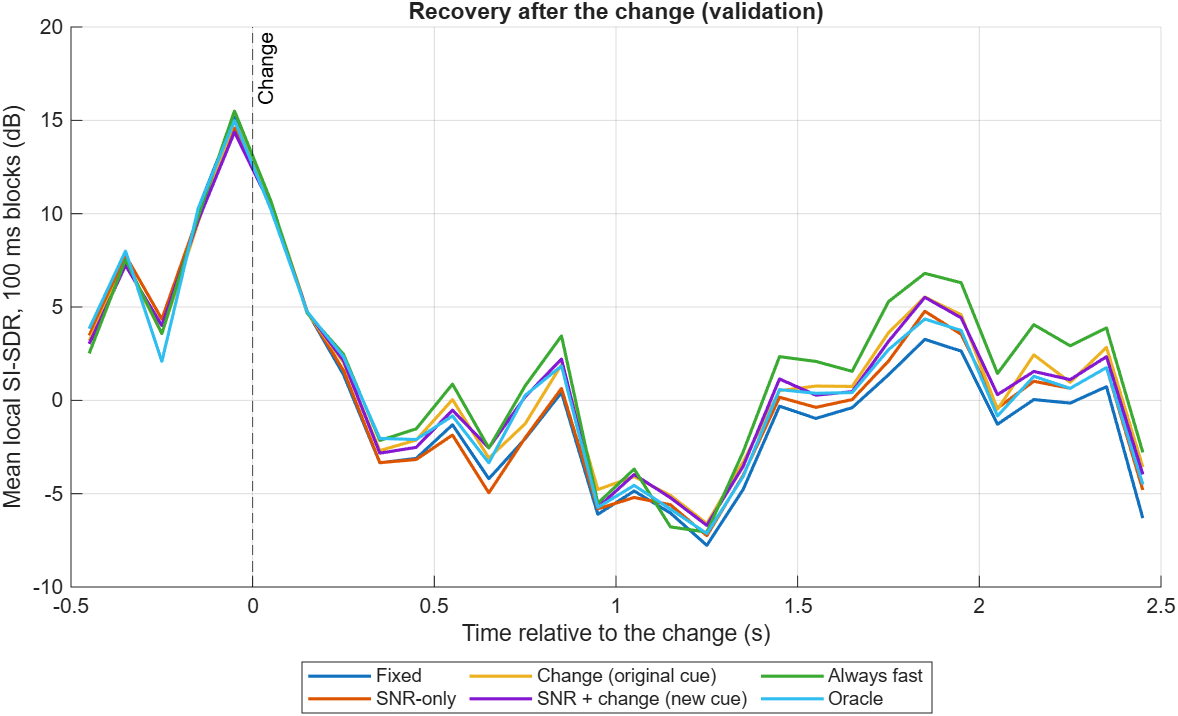 Recovery after the change (validation)
20
15
10
5
0
-5
-10
Mean local SI-SDR, 100 ms blocks (dB)
Change
-0.5 0 0.5 1 1.5 2 2.5
Time relative to the change (s)
Fixed Change (original cue) Always fast
SNR-only SNR + change (new cue) Oracle